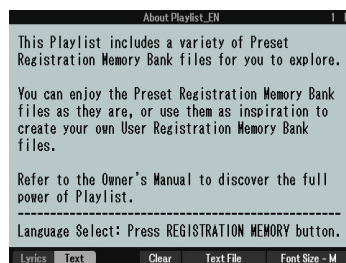 About Playlist_EN 1
This Playlist includes a variety of Preset
Registration Memory Bank files for you to explore.
You can enjoy the Preset Registration Memory Bank
files as they are, or use them as inspiration to
create your own User Registration Memory Bank
files.
Refer to the Owner's Manual to discover the full
power of Playlist.
--------------------------------------------------
Language Select: Press REGISTRATION MEMORY button.
Lyrics Text Clear Text File Font Size - M